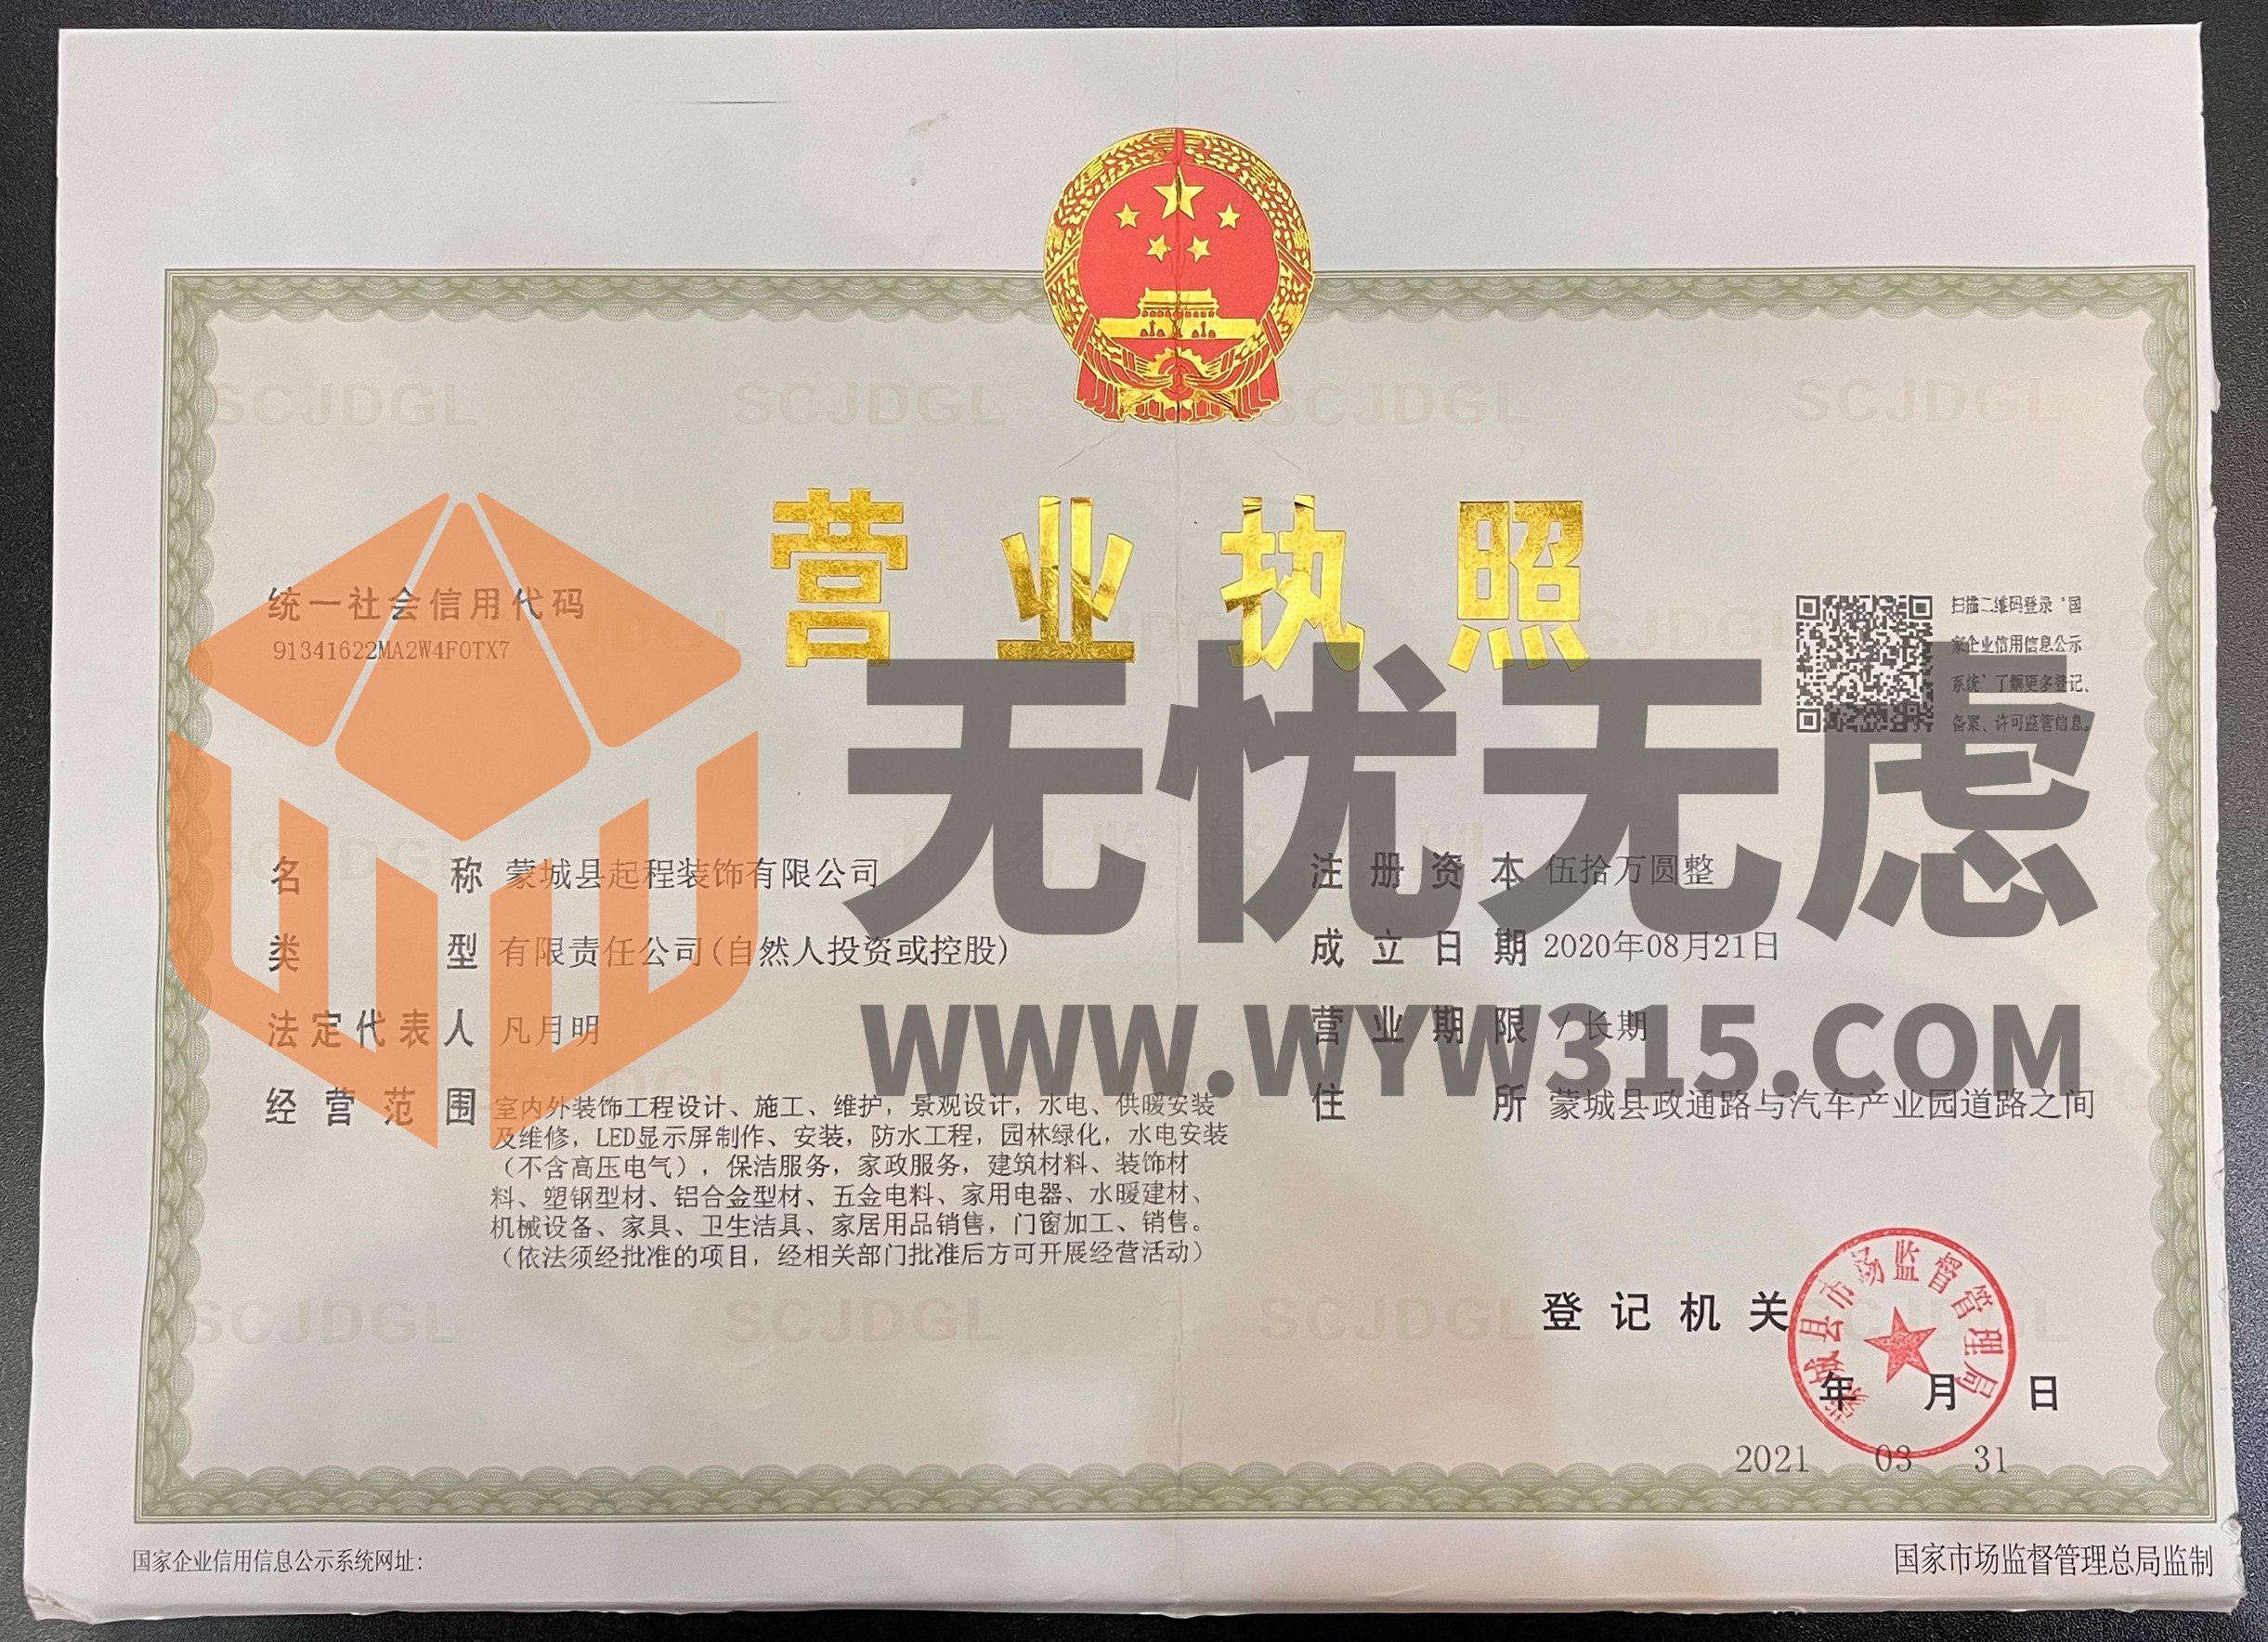 SCJDGL SCJDGL SCJDGL SCJDGL
营业执照
统一社会信用代码
91341622MA2W4F0TX7
扫描二维码登录‘国
家企业信用信息公示
系统’了解更多登记、
备案、许可监管信息。
无忧无虑
WWW.WYW315.COM
名称 蒙城县起程装饰有限公司
类型 有限责任公司(自然人投资或控股)
法定代表人 凡月明
经营范围 室内外装饰工程设计、施工、维护，景观设计，水电、供暖安装
及维修，LED显示屏制作、安装，防水工程，园林绿化，水电安装
（不含高压电气），保洁服务，家政服务，建筑材料、装饰材
料、塑钢型材、铝合金型材、五金电料、家用电器、水暖建材、
机械设备、家具、卫生洁具、家居用品销售，门窗加工、销售。
（依法须经批准的项目，经相关部门批准后方可开展经营活动）
注册资本 伍拾万圆整
成立日期 2020年08月21日
营业期限 / 长期
住所 蒙城县政通路与汽车产业园道路之间
SCJDGL SCJDGL SCJDGL SCJDGL
登记机关
蒙城县市场监督管理局
年 月 日
2021 03 31
国家企业信用信息公示系统网址：
国家市场监督管理总局监制